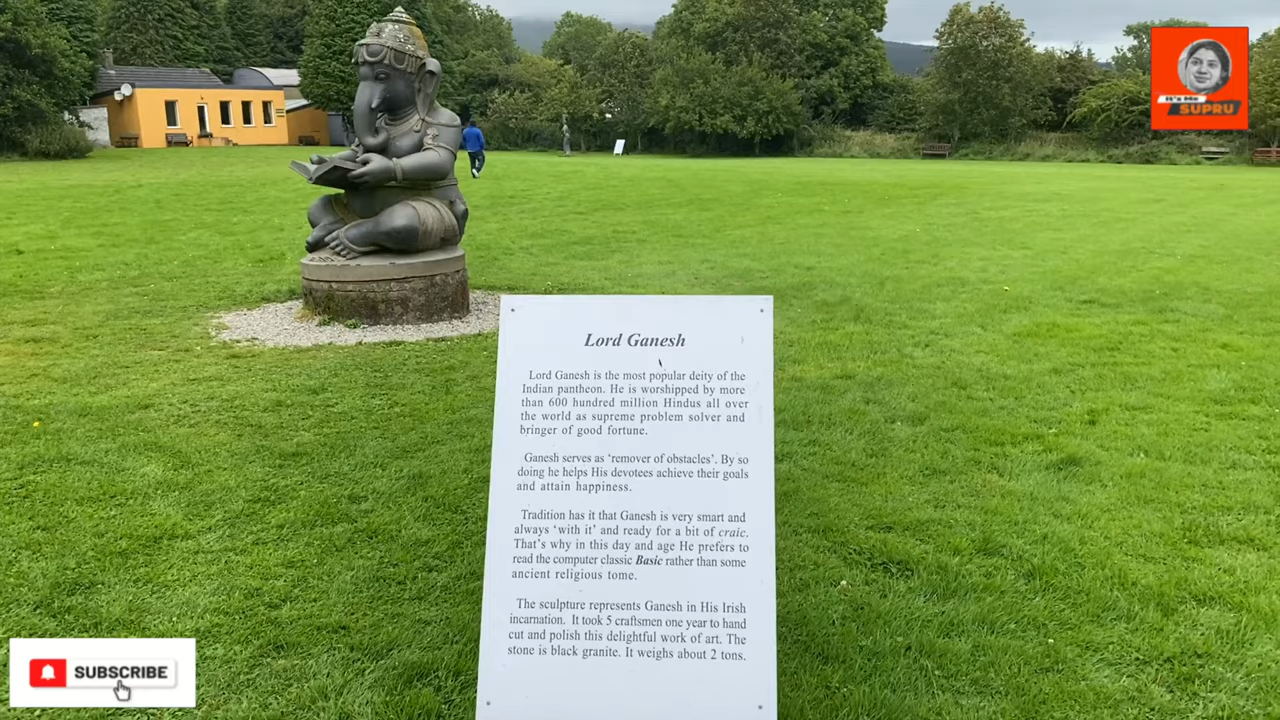 It's Me
SUPRU
Lord Ganesh
Lord Ganesh is the most popular deity of the
Indian pantheon. He is worshipped by more
than 600 hundred million Hindus all over
the world as supreme problem solver and
bringer of good fortune.
Ganesh serves as ‘remover of obstacles’. By so
doing he helps His devotees achieve their goals
and attain happiness.
Tradition has it that Ganesh is very smart and
always ‘with it’ and ready for a bit of craic.
That’s why in this day and age He prefers to
read the computer classic Basic rather than some
ancient religious tome.
The sculpture represents Ganesh in His Irish
incarnation. It took 5 craftsmen one year to hand
cut and polish this delightful work of art. The
stone is black granite. It weighs about 2 tons.
SUBSCRIBE